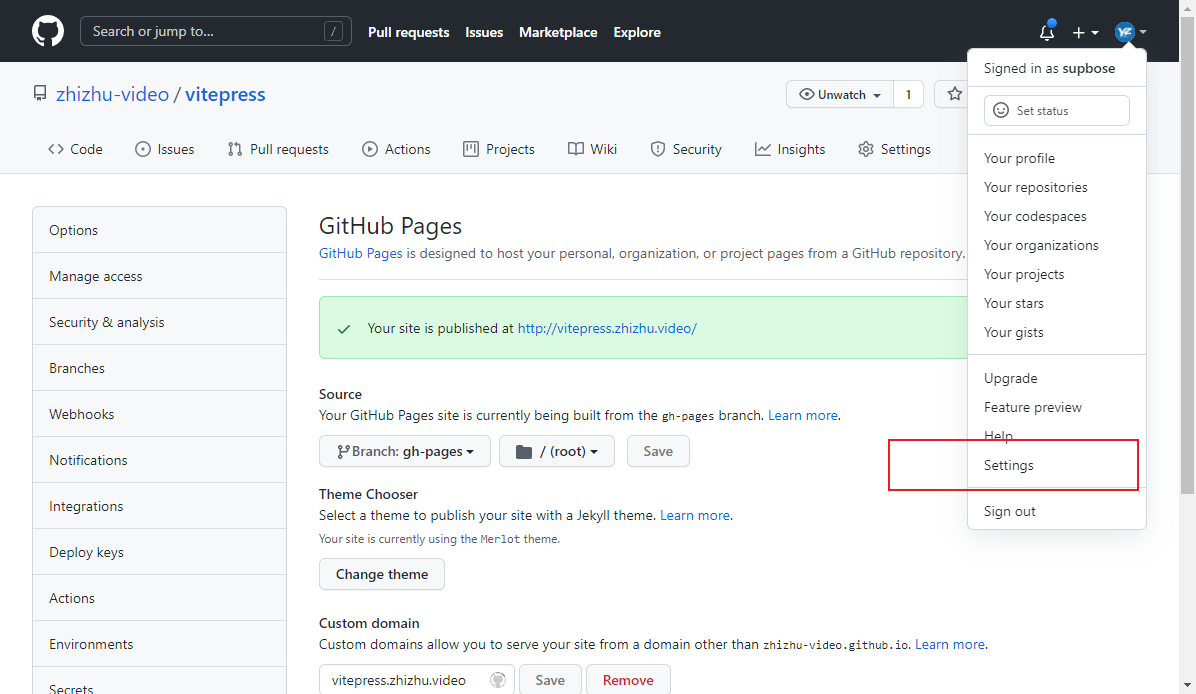 Search or jump to...
/
Pull requests
Issues
Marketplace
Explore
YZ
Signed in as supbose
Set status
Your profile
Your repositories
Your codespaces
Your organizations
Your projects
Your stars
Your gists
Upgrade
Feature preview
Help
Settings
Sign out
zhizhu-video / vitepress
Unwatch
1
Code
Issues
Pull requests
Actions
Projects
Wiki
Security
Insights
Settings
Options
Manage access
Security & analysis
Branches
Webhooks
Notifications
Integrations
Deploy keys
Actions
Environments
Secrets
GitHub Pages
GitHub Pages is designed to host your personal, organization, or project pages from a GitHub repository.
Your site is published at http://vitepress.zhizhu.video/
Source
Your GitHub Pages site is currently being built from the gh-pages branch. Learn more.
Branch: gh-pages
/ (root)
Save
Theme Chooser
Select a theme to publish your site with a Jekyll theme. Learn more.
Your site is currently using the Merlot theme.
Change theme
Custom domain
Custom domains allow you to serve your site from a domain other than zhizhu-video.github.io. Learn more.
vitepress.zhizhu.video
Save
Remove